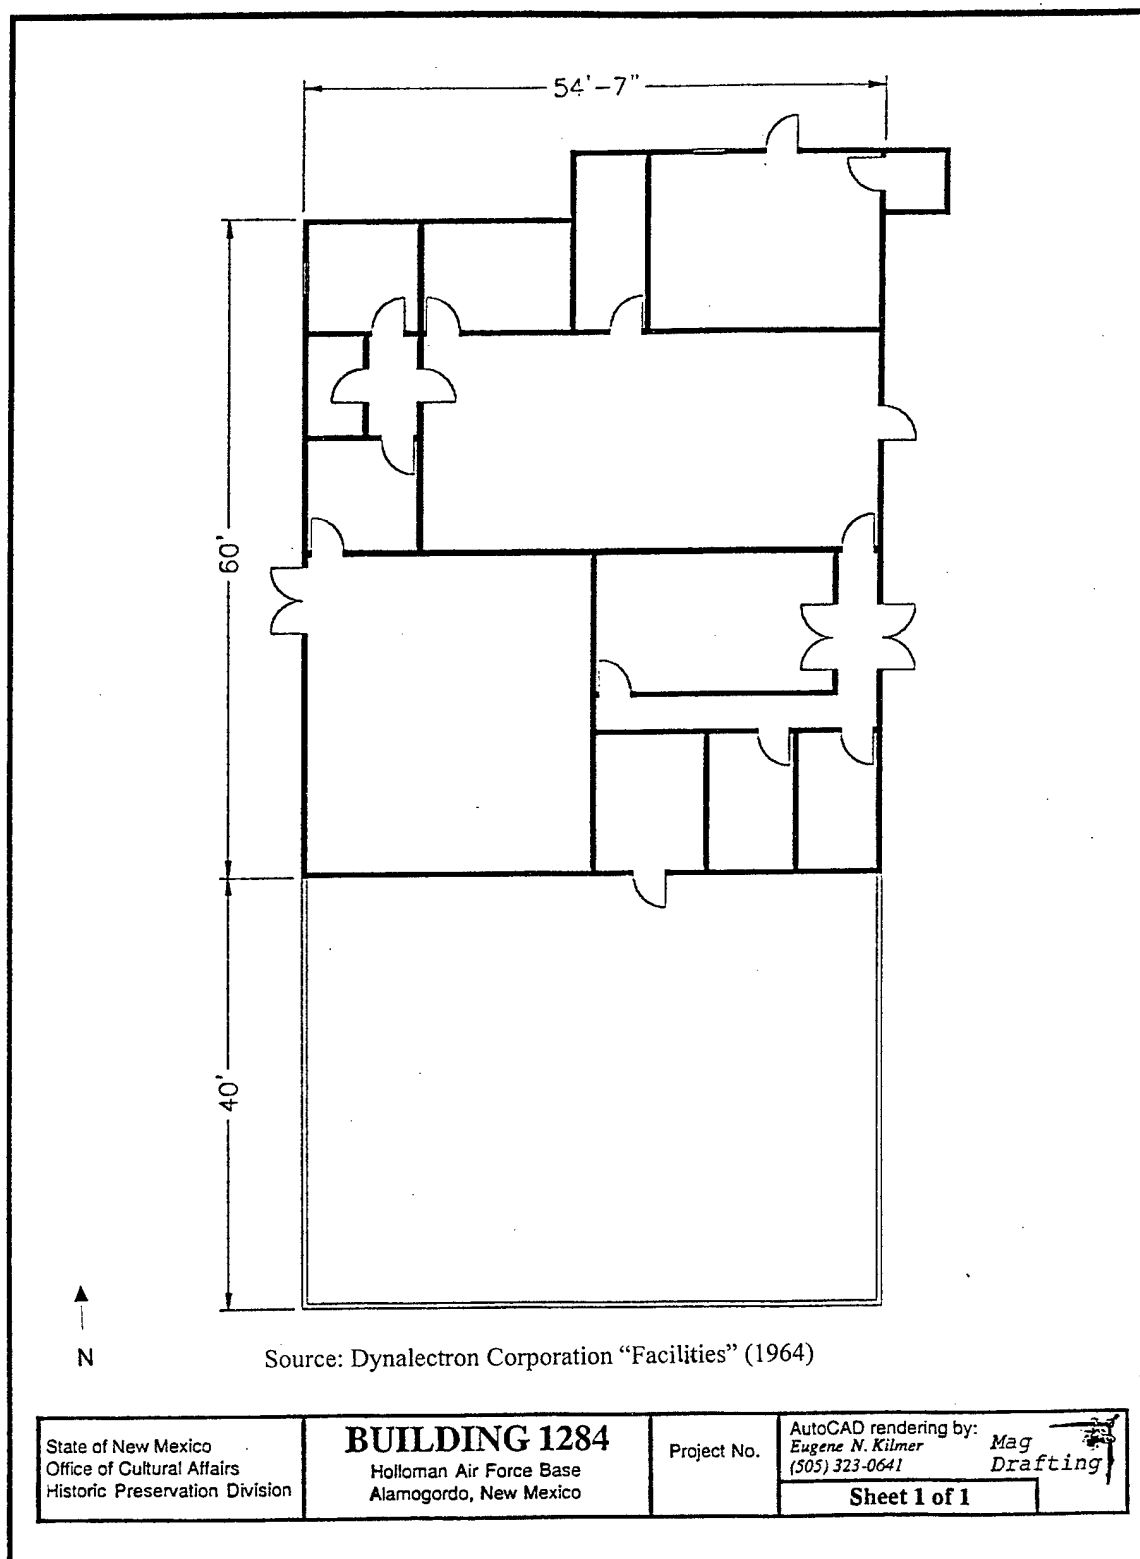 54'-7"
60'
40'
N
Source: Dynalectron Corporation “Facilities” (1964)
State of New Mexico
Office of Cultural Affairs
Historic Preservation Division
BUILDING 1284
Holloman Air Force Base
Alamogordo, New Mexico
Project No.
AutoCAD rendering by:
Eugene N. Kilmer
(505) 323-0641
Mag
Drafting
Sheet 1 of 1